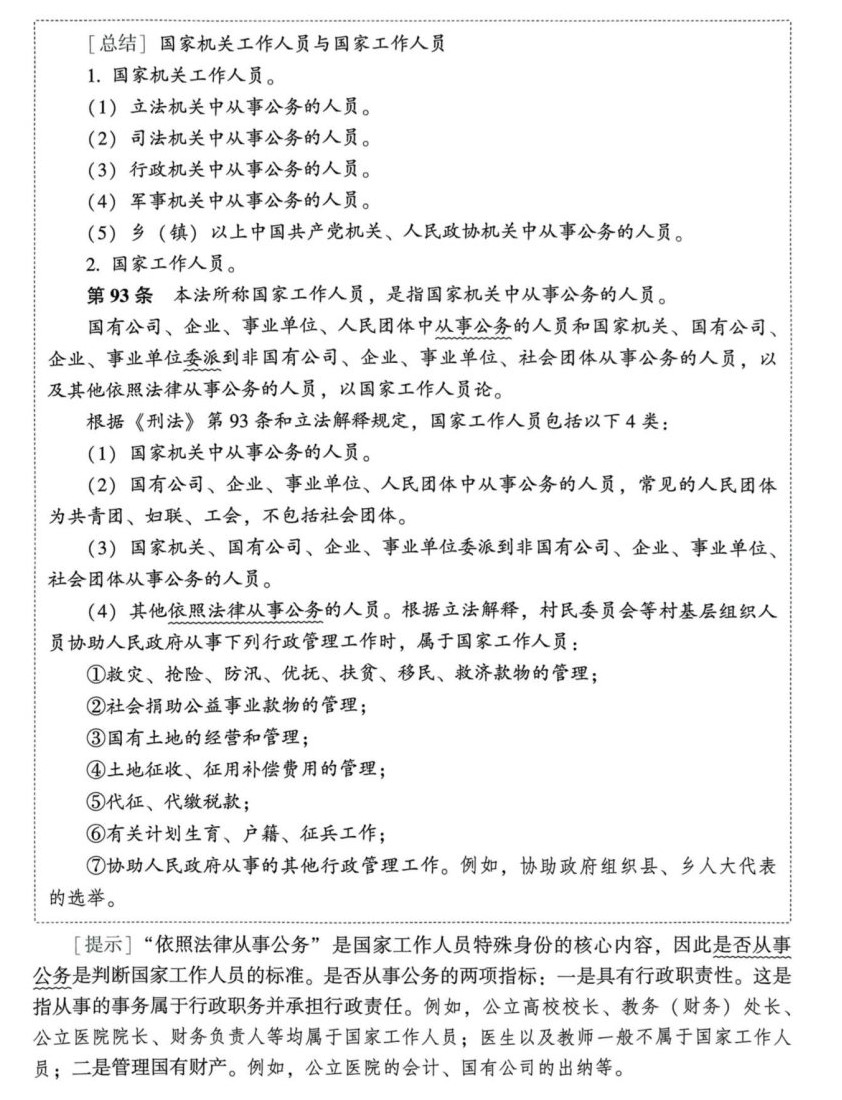 [总结] 国家机关工作人员与国家工作人员
1. 国家机关工作人员。
(1) 立法机关中从事公务的人员。
(2) 司法机关中从事公务的人员。
(3) 行政机关中从事公务的人员。
(4) 军事机关中从事公务的人员。
(5) 乡（镇）以上中国共产党机关、人民政协机关中从事公务的人员。
2. 国家工作人员。
第93条 本法所称国家工作人员，是指国家机关中从事公务的人员。
国有公司、企业、事业单位、人民团体中从事公务的人员和国家机关、国有公司、
企业、事业单位委派到非国有公司、企业、事业单位、社会团体从事公务的人员，以
及其他依照法律从事公务的人员，以国家工作人员论。
根据《刑法》第93条和立法解释规定，国家工作人员包括以下4类：
(1) 国家机关中从事公务的人员。
(2) 国有公司、企业、事业单位、人民团体中从事公务的人员，常见的人民团体
为共青团、妇联、工会，不包括社会团体。
(3) 国家机关、国有公司、企业、事业单位委派到非国有公司、企业、事业单位、
社会团体从事公务的人员。
(4) 其他依照法律从事公务的人员。根据立法解释，村民委员会等村基层组织人
员协助人民政府从事下列行政管理工作时，属于国家工作人员：
①救灾、抢险、防汛、优抚、扶贫、移民、救济款物的管理；
②社会捐助公益事业款物的管理；
③国有土地的经营和管理；
④土地征收、征用补偿费用的管理；
⑤代征、代缴税款；
⑥有关计划生育、户籍、征兵工作；
⑦协助人民政府从事的其他行政管理工作。例如，协助政府组织县、乡人大代表
的选举。
[提示]“依照法律从事公务”是国家工作人员特殊身份的核心内容，因此是否从事
公务是判断国家工作人员的标准。是否从事公务的两项指标：一是具有行政职责性。这是
指从事的事务属于行政职务并承担行政责任。例如，公立高校校长、教务（财务）处长、
公立医院院长、财务负责人等均属于国家工作人员；医生以及教师一般不属于国家工作人
员；二是管理国有财产。例如，公立医院的会计、国有公司的出纳等。